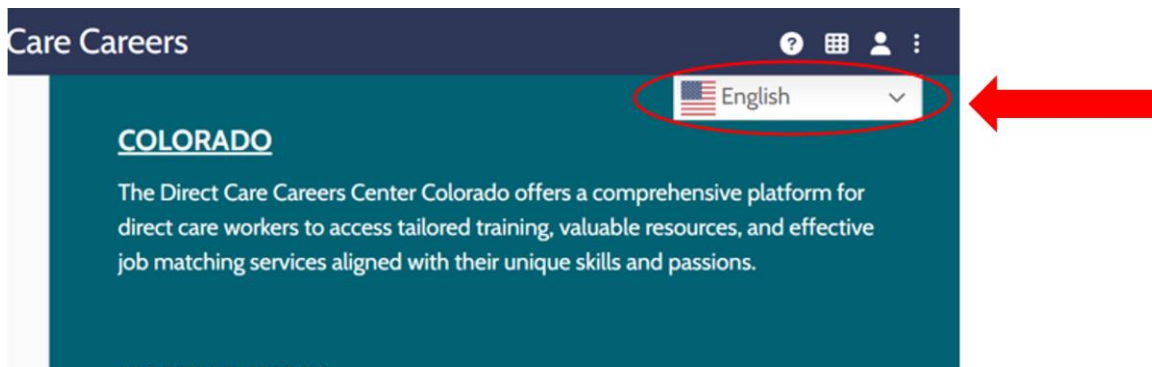 Care Careers
English
COLORADO
The Direct Care Careers Center Colorado offers a comprehensive platform for
direct care workers to access tailored training, valuable resources, and effective
job matching services aligned with their unique skills and passions.